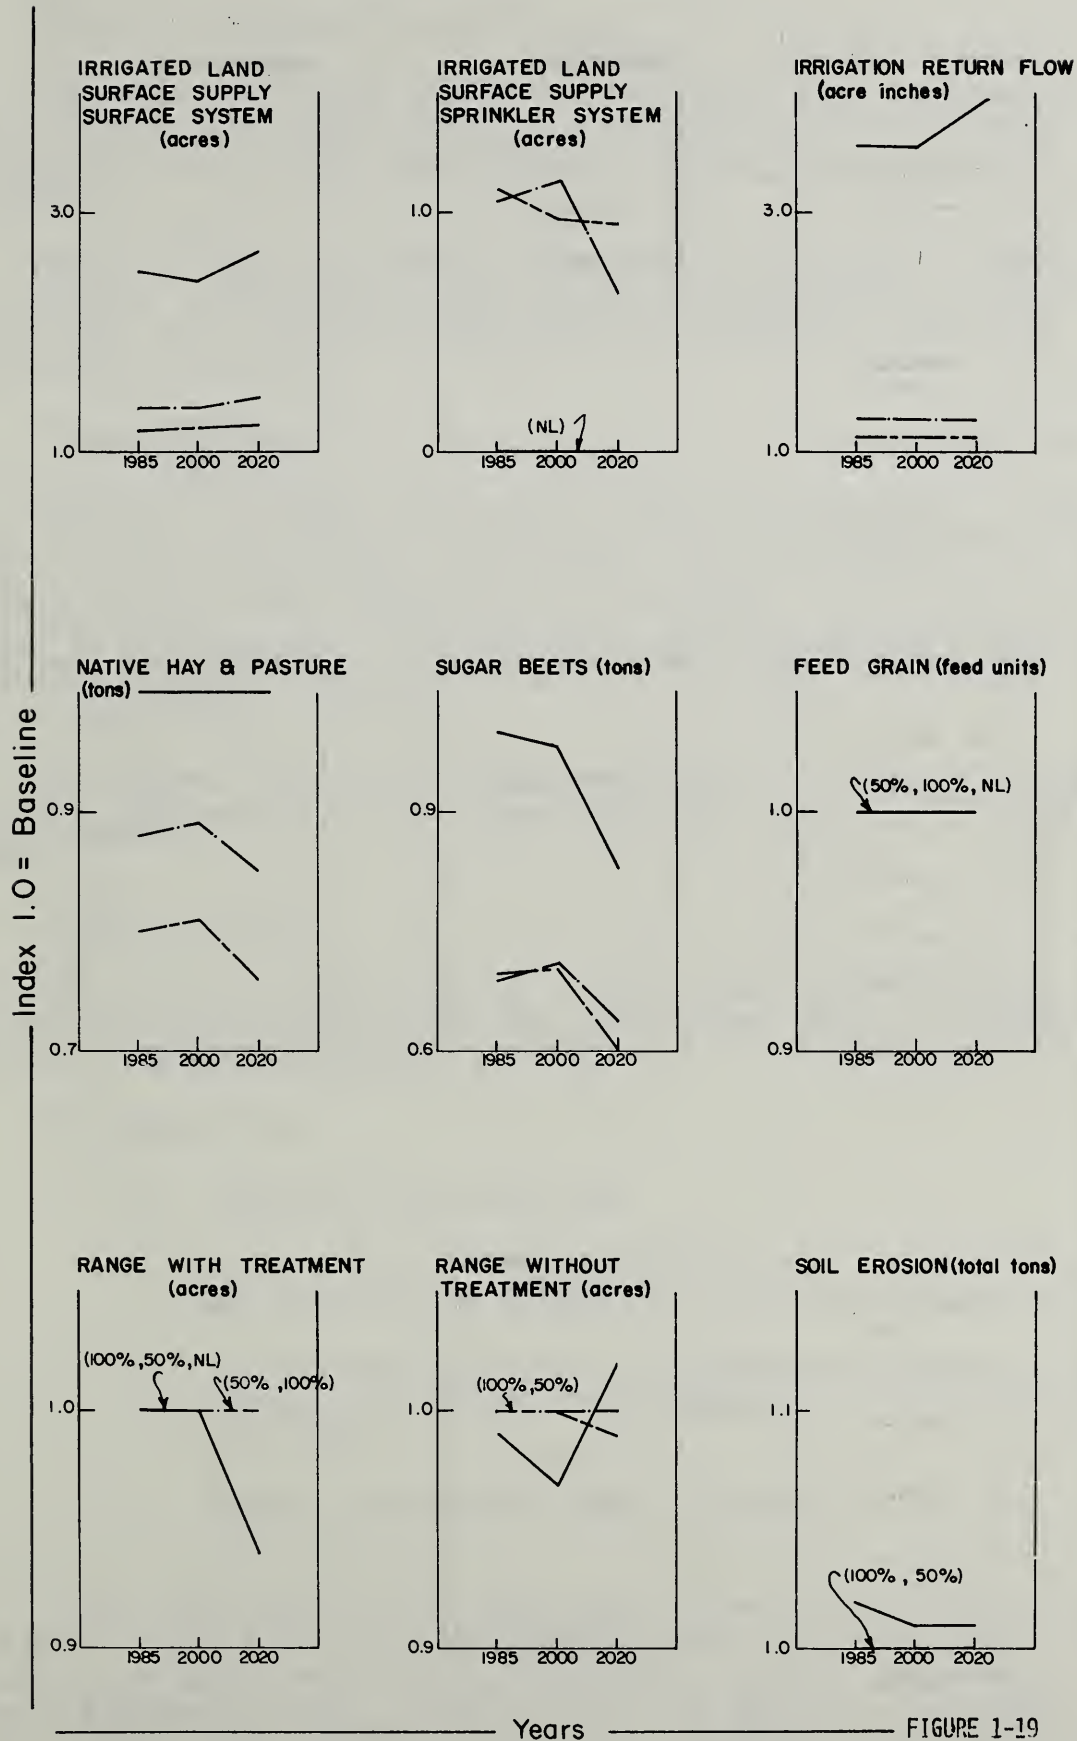 IRRIGATED LAND
SURFACE SUPPLY
SURFACE SYSTEM
(acres)
3.0
1.0
1985 2000 2020
IRRIGATED LAND
SURFACE SUPPLY
SPRINKLER SYSTEM
(acres)
1.0
(NL)
0
1985 2000 2020
IRRIGATION RETURN FLOW
(acre inches)
3.0
1.0
1985 2000 2020
NATIVE HAY & PASTURE
(tons)
0.9
0.7
1985 2000 2020
SUGAR BEETS (tons)
0.9
0.6
1985 2000 2020
FEED GRAIN (feed units)
(50%, 100%, NL)
1.0
0.9
1985 2000 2020
RANGE WITH TREATMENT
(acres)
(100%, 50%, NL)
(50%, 100%)
1.0
0.9
1985 2000 2020
RANGE WITHOUT
TREATMENT (acres)
(100%, 50%)
1.0
0.9
1985 2000 2020
SOIL EROSION (total tons)
1.1
(100%, 50%)
1.0
1985 2000 2020
Index 1.0 = Baseline
Years
FIGURE 1-19